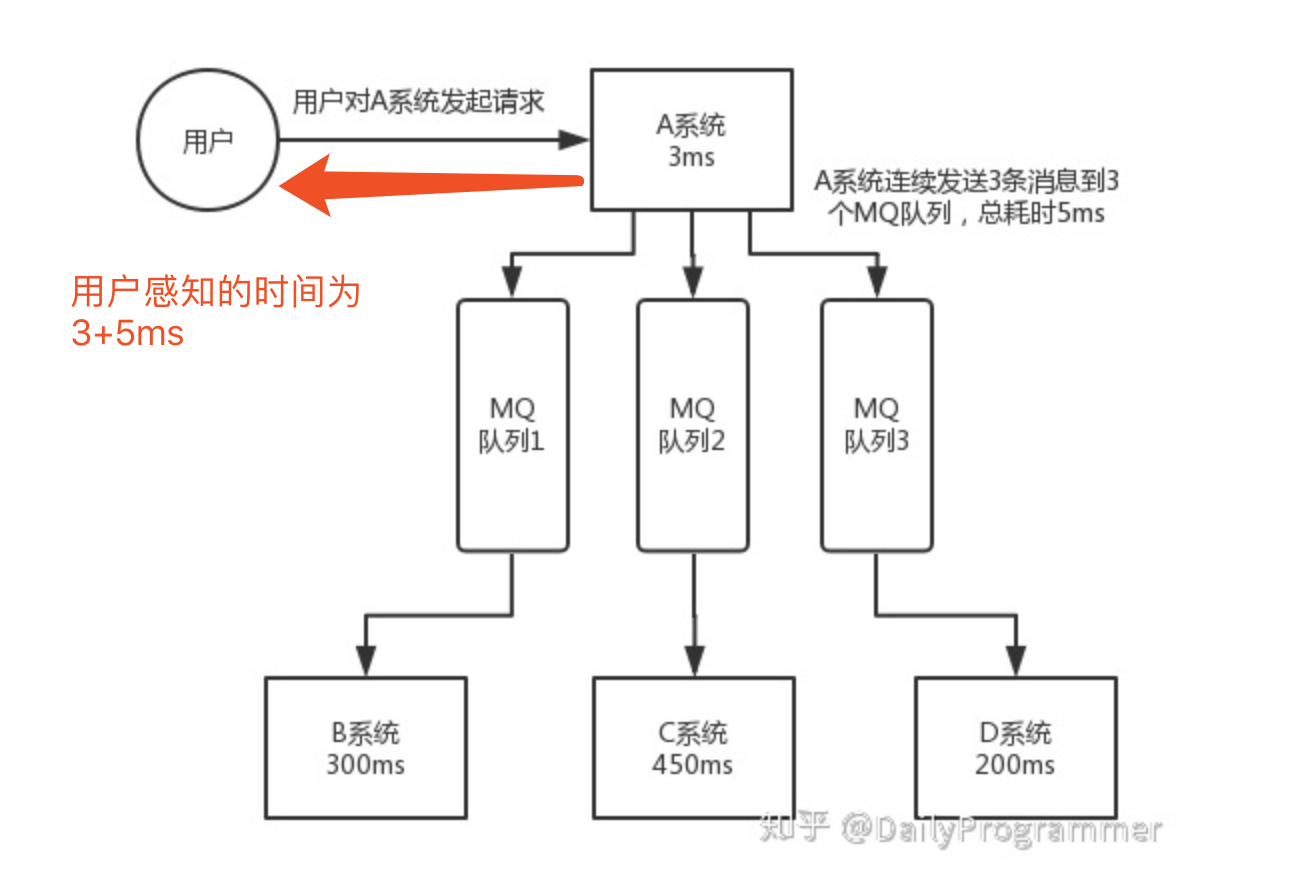 用户对A系统发起请求
用户
A系统
3ms
A系统连续发送3条消息到3
个MQ队列，总耗时5ms
用户感知的时间为
3+5ms
MQ
队列1
MQ
队列2
MQ
队列3
B系统
300ms
C系统
450ms
D系统
200ms
知乎 @DailyProgrammer